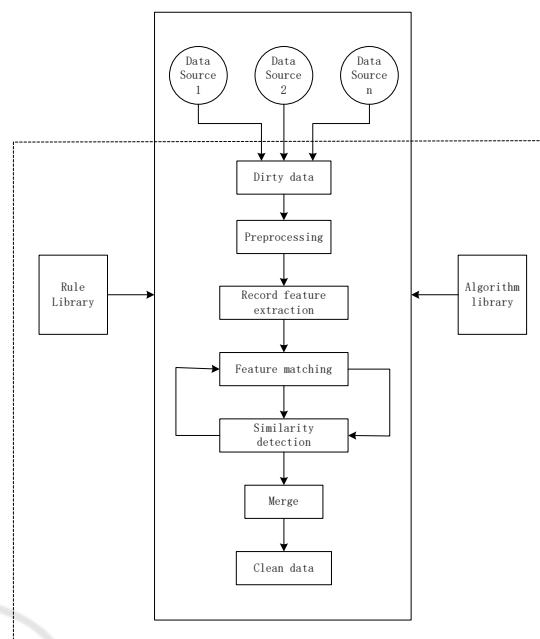 Data
Source
1
Data
Source
2
Data
Source
n
Dirty data
Preprocessing
Rule
Library
Record feature
extraction
Algorithm
library
Feature matching
Similarity
detection
Merge
Clean data